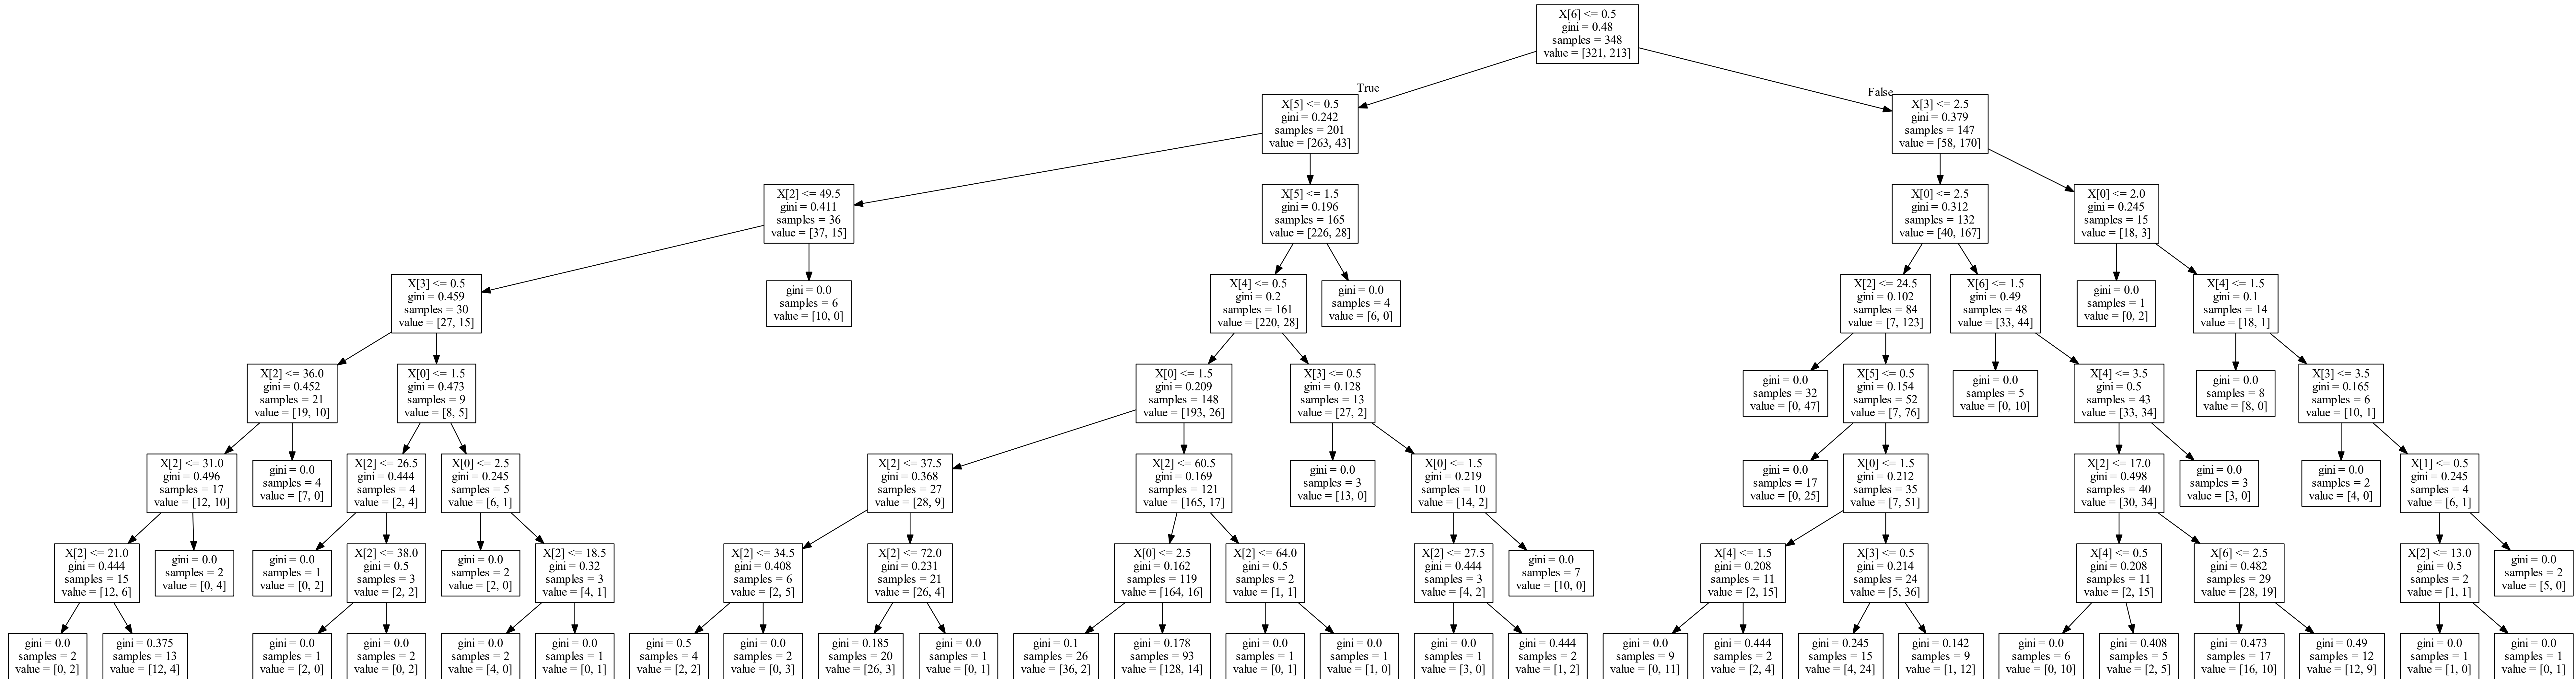 X[6] <= 0.5
gini = 0.48
samples = 348
value = [321, 213]
True
False
X[5] <= 0.5
gini = 0.242
samples = 201
value = [263, 43]
X[3] <= 2.5
gini = 0.379
samples = 147
value = [58, 170]
X[2] <= 49.5
gini = 0.411
samples = 36
value = [37, 15]
X[5] <= 1.5
gini = 0.196
samples = 165
value = [226, 28]
X[0] <= 2.5
gini = 0.312
samples = 132
value = [40, 167]
X[0] <= 2.0
gini = 0.245
samples = 15
value = [18, 3]
X[3] <= 0.5
gini = 0.459
samples = 30
value = [27, 15]
gini = 0.0
samples = 6
value = [10, 0]
X[4] <= 0.5
gini = 0.2
samples = 161
value = [220, 28]
gini = 0.0
samples = 4
value = [6, 0]
X[2] <= 24.5
gini = 0.102
samples = 84
value = [7, 123]
X[6] <= 1.5
gini = 0.49
samples = 48
value = [33, 44]
gini = 0.0
samples = 1
value = [0, 2]
X[4] <= 1.5
gini = 0.1
samples = 14
value = [18, 1]
X[2] <= 36.0
gini = 0.452
samples = 21
value = [19, 10]
X[0] <= 1.5
gini = 0.473
samples = 9
value = [8, 5]
X[0] <= 1.5
gini = 0.209
samples = 148
value = [193, 26]
X[3] <= 0.5
gini = 0.128
samples = 13
value = [27, 2]
gini = 0.0
samples = 32
value = [0, 47]
X[5] <= 0.5
gini = 0.154
samples = 52
value = [7, 76]
gini = 0.0
samples = 5
value = [0, 10]
X[4] <= 3.5
gini = 0.5
samples = 43
value = [33, 34]
gini = 0.0
samples = 8
value = [8, 0]
X[3] <= 3.5
gini = 0.165
samples = 6
value = [10, 1]
X[2] <= 31.0
gini = 0.496
samples = 17
value = [12, 10]
gini = 0.0
samples = 4
value = [7, 0]
X[2] <= 26.5
gini = 0.444
samples = 4
value = [2, 4]
X[0] <= 2.5
gini = 0.245
samples = 5
value = [6, 1]
X[2] <= 37.5
gini = 0.368
samples = 27
value = [28, 9]
X[2] <= 60.5
gini = 0.169
samples = 121
value = [165, 17]
gini = 0.0
samples = 3
value = [13, 0]
X[0] <= 1.5
gini = 0.219
samples = 10
value = [14, 2]
gini = 0.0
samples = 17
value = [0, 25]
X[0] <= 1.5
gini = 0.212
samples = 35
value = [7, 51]
X[2] <= 17.0
gini = 0.498
samples = 40
value = [30, 34]
gini = 0.0
samples = 3
value = [3, 0]
gini = 0.0
samples = 2
value = [4, 0]
X[1] <= 0.5
gini = 0.245
samples = 4
value = [6, 1]
X[2] <= 21.0
gini = 0.444
samples = 15
value = [12, 6]
gini = 0.0
samples = 2
value = [0, 4]
gini = 0.0
samples = 1
value = [0, 2]
X[2] <= 38.0
gini = 0.5
samples = 3
value = [2, 2]
gini = 0.0
samples = 2
value = [2, 0]
X[2] <= 18.5
gini = 0.32
samples = 3
value = [4, 1]
X[2] <= 34.5
gini = 0.408
samples = 6
value = [2, 5]
X[2] <= 72.0
gini = 0.231
samples = 21
value = [26, 4]
X[0] <= 2.5
gini = 0.162
samples = 119
value = [164, 16]
X[2] <= 64.0
gini = 0.5
samples = 2
value = [1, 1]
X[2] <= 27.5
gini = 0.444
samples = 3
value = [4, 2]
gini = 0.0
samples = 7
value = [10, 0]
X[4] <= 1.5
gini = 0.208
samples = 11
value = [2, 15]
X[3] <= 0.5
gini = 0.214
samples = 24
value = [5, 36]
X[4] <= 0.5
gini = 0.208
samples = 11
value = [2, 15]
X[6] <= 2.5
gini = 0.482
samples = 29
value = [28, 19]
X[2] <= 13.0
gini = 0.5
samples = 2
value = [1, 1]
gini = 0.0
samples = 2
value = [5, 0]
gini = 0.0
samples = 2
value = [0, 2]
gini = 0.375
samples = 13
value = [12, 4]
gini = 0.0
samples = 1
value = [2, 0]
gini = 0.0
samples = 2
value = [0, 2]
gini = 0.0
samples = 2
value = [4, 0]
gini = 0.0
samples = 1
value = [0, 1]
gini = 0.5
samples = 4
value = [2, 2]
gini = 0.0
samples = 2
value = [0, 3]
gini = 0.185
samples = 20
value = [26, 3]
gini = 0.0
samples = 1
value = [0, 1]
gini = 0.1
samples = 26
value = [36, 2]
gini = 0.178
samples = 93
value = [128, 14]
gini = 0.0
samples = 1
value = [0, 1]
gini = 0.0
samples = 1
value = [1, 0]
gini = 0.0
samples = 1
value = [3, 0]
gini = 0.444
samples = 2
value = [1, 2]
gini = 0.0
samples = 9
value = [0, 11]
gini = 0.444
samples = 2
value = [2, 4]
gini = 0.245
samples = 15
value = [4, 24]
gini = 0.142
samples = 9
value = [1, 12]
gini = 0.0
samples = 6
value = [0, 10]
gini = 0.408
samples = 5
value = [2, 5]
gini = 0.473
samples = 17
value = [16, 10]
gini = 0.49
samples = 12
value = [12, 9]
gini = 0.0
samples = 1
value = [1, 0]
gini = 0.0
samples = 1
value = [0, 1]